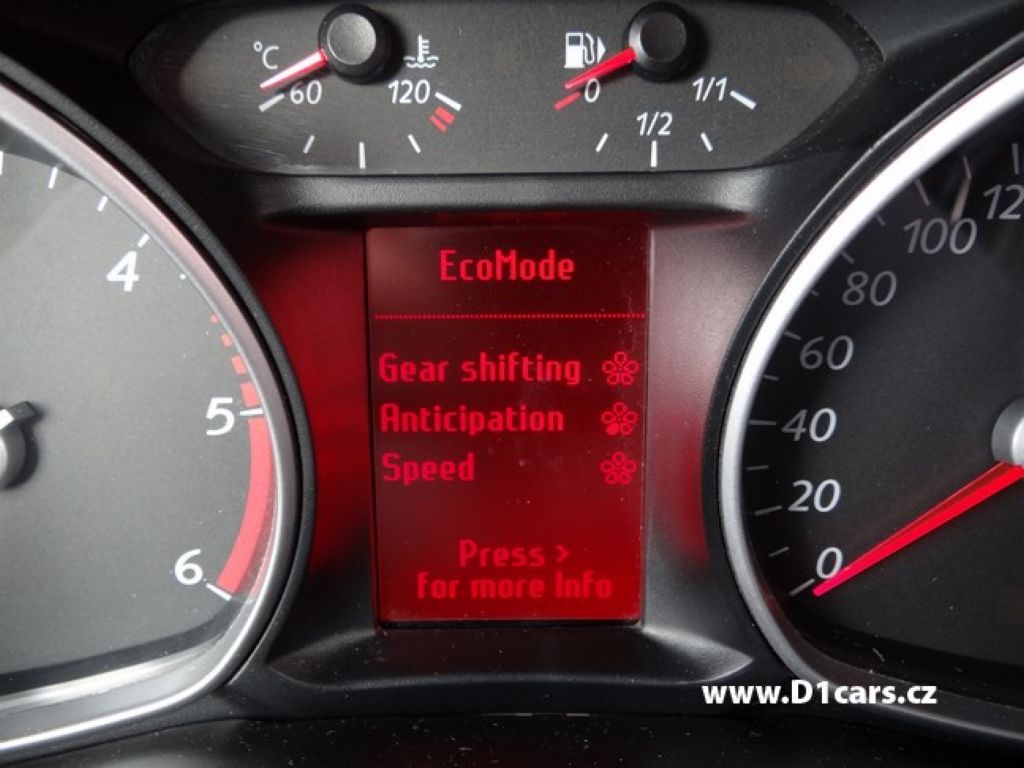 °C
60 120
0 1/2 1/1
EcoMode
Gear shifting
Anticipation
Speed
Press >
for more Info
4
5
6
0
20
40
60
80
100
www.D1cars.cz